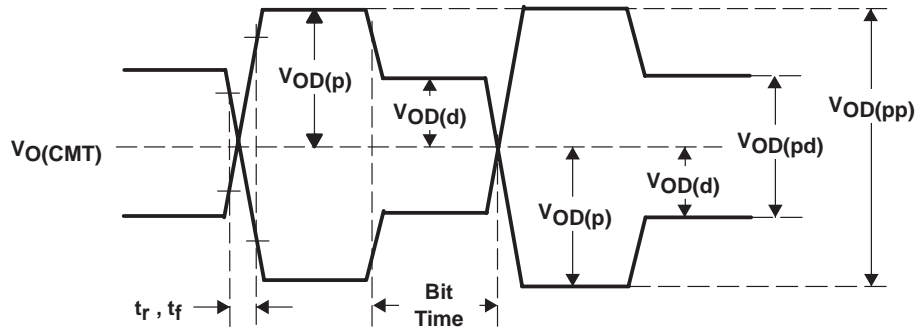 VOD(p)
VOD(d)
VO(CMT)
VOD(pp)
VOD(pd)
VOD(d)
VOD(p)
tr , tf
Bit
Time